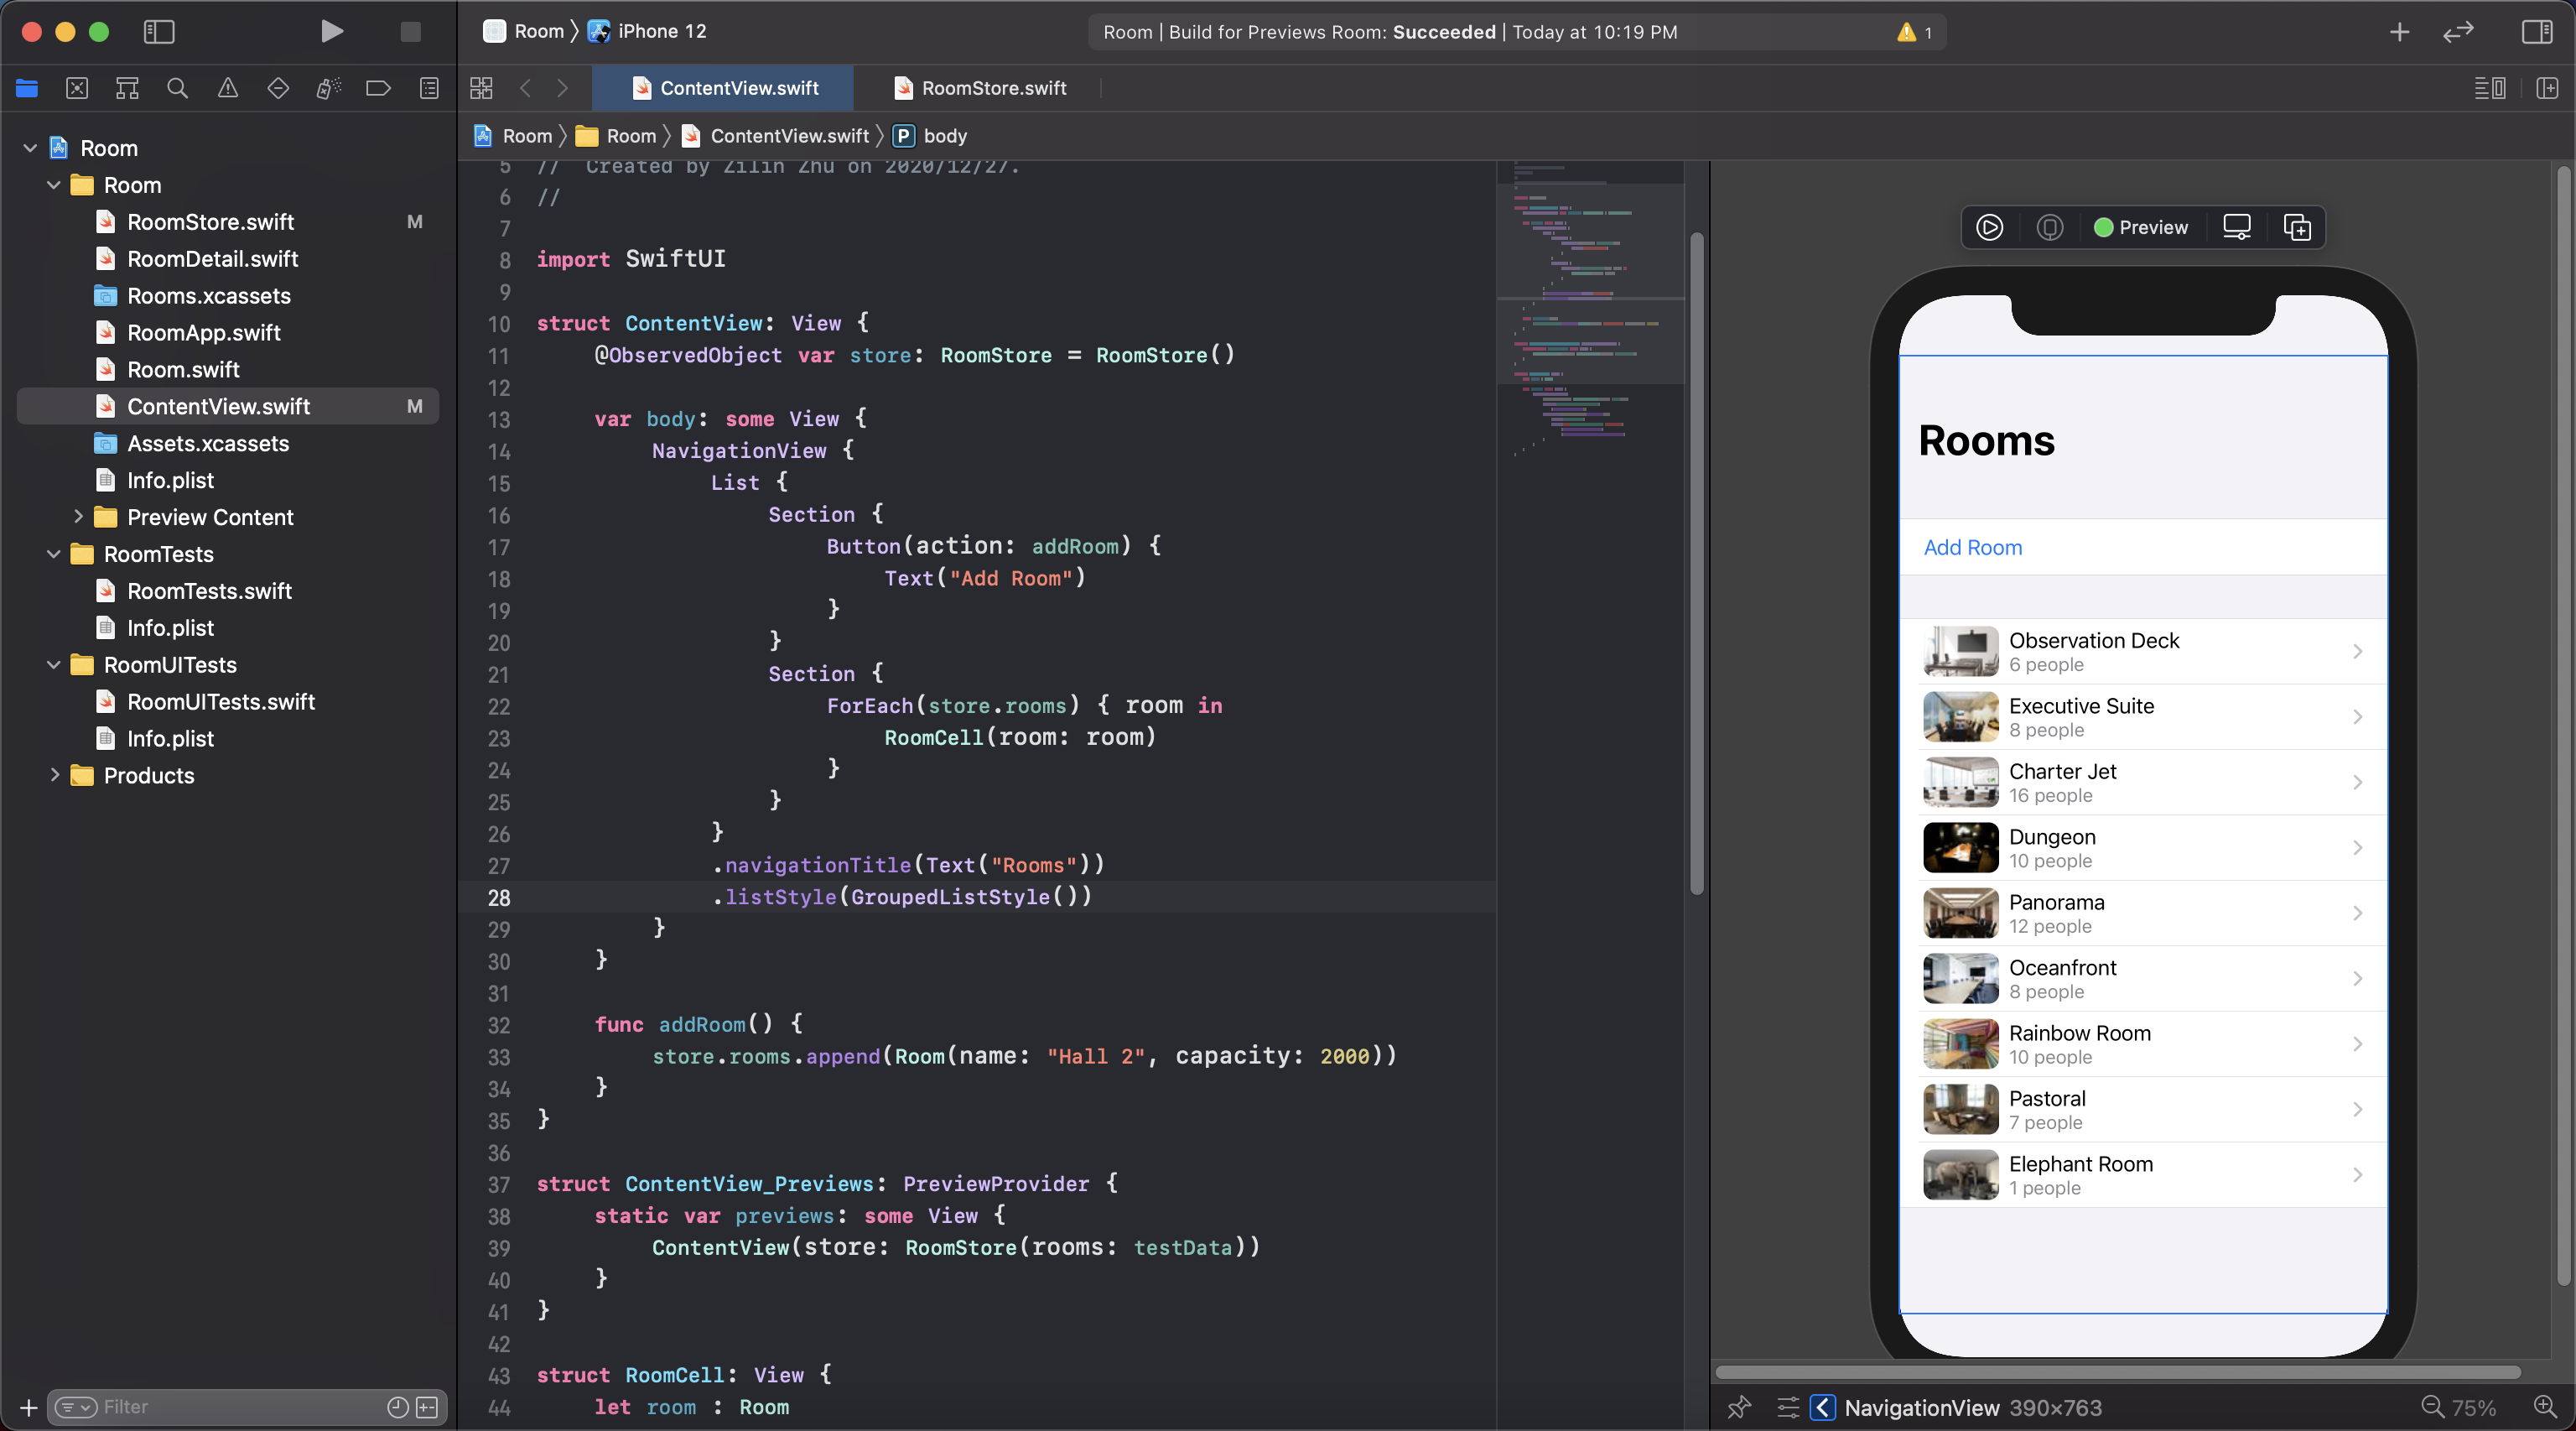 Room 〉 iPhone 12
Room | Build for Previews Room: Succeeded | Today at 10:19 PM
1
ContentView.swift
RoomStore.swift
Room 〉 Room 〉 ContentView.swift 〉 P body
Room
Room
RoomStore.swift M
RoomDetail.swift
Rooms.xcassets
RoomApp.swift
Room.swift
ContentView.swift M
Assets.xcassets
Info.plist
Preview Content
RoomTests
RoomTests.swift
Info.plist
RoomUITests
RoomUITests.swift
Info.plist
Products
Filter
5 //  Created by Zilin Zhu on 2020/12/27.
6 //
7
8 import SwiftUI
9
10 struct ContentView: View {
11     @ObservedObject var store: RoomStore = RoomStore()
12
13     var body: some View {
14         NavigationView {
15             List {
16                 Section {
17                     Button(action: addRoom) {
18                         Text("Add Room")
19                     }
20                 }
21                 Section {
22                     ForEach(store.rooms) { room in
23                         RoomCell(room: room)
24                     }
25                 }
26             }
27             .navigationTitle(Text("Rooms"))
28             .listStyle(GroupedListStyle())
29         }
30     }
31
32     func addRoom() {
33         store.rooms.append(Room(name: "Hall 2", capacity: 2000))
34     }
35 }
36
37 struct ContentView_Previews: PreviewProvider {
38     static var previews: some View {
39         ContentView(store: RoomStore(rooms: testData))
40     }
41 }
42
43 struct RoomCell: View {
44     let room : Room
Preview
Rooms
Add Room
Observation Deck
6 people
Executive Suite
8 people
Charter Jet
16 people
Dungeon
10 people
Panorama
12 people
Oceanfront
8 people
Rainbow Room
10 people
Pastoral
7 people
Elephant Room
1 people
NavigationView 390×763
75%